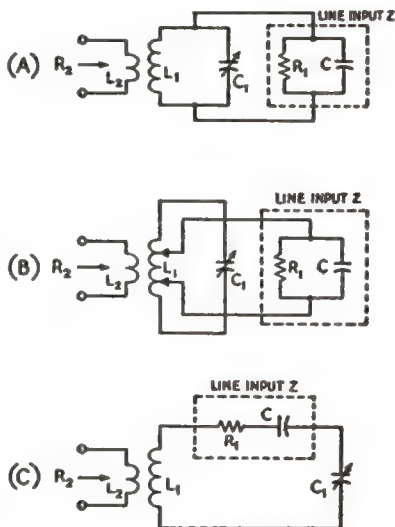 LINE INPUT Z
(A) R2 L2 L1 C1 R1 C
LINE INPUT Z
(B) R2 L2 L1 C1 R1 C
LINE INPUT Z
(C) R2 L2 L1 R1 C C1